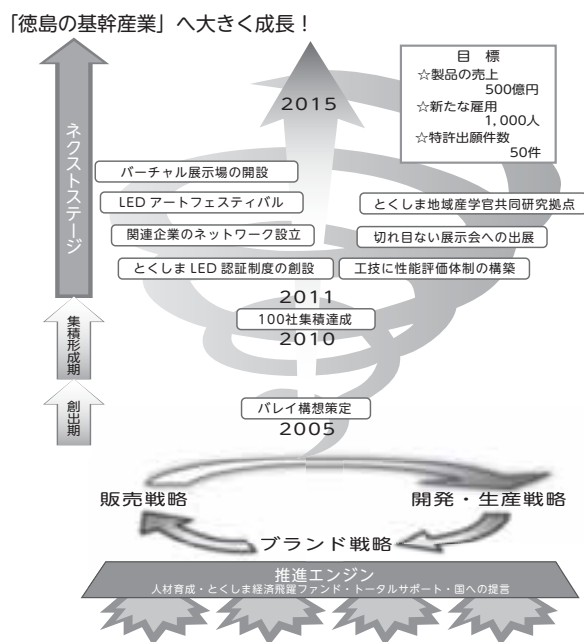 「徳島の基幹産業」へ大きく成長!
目 標
☆製品の売上
500億円
☆新たな雇用
1,000人
☆特許出願件数
50件
2015
ネクストステージ
バーチャル展示場の開設
LED アートフェスティバル
とくしま地域産学官共同研究拠点
関連企業のネットワーク設立
切れ目ない展示会への出展
とくしま LED 認証制度の創設
工技に性能評価体制の構築
2011
100社集積達成
2010
集積形成期
バレイ構想策定
2005
創出期
販売戦略
開発・生産戦略
ブランド戦略
推進エンジン
人材育成・とくしま経済飛躍ファンド・トータルサポート・国への提言